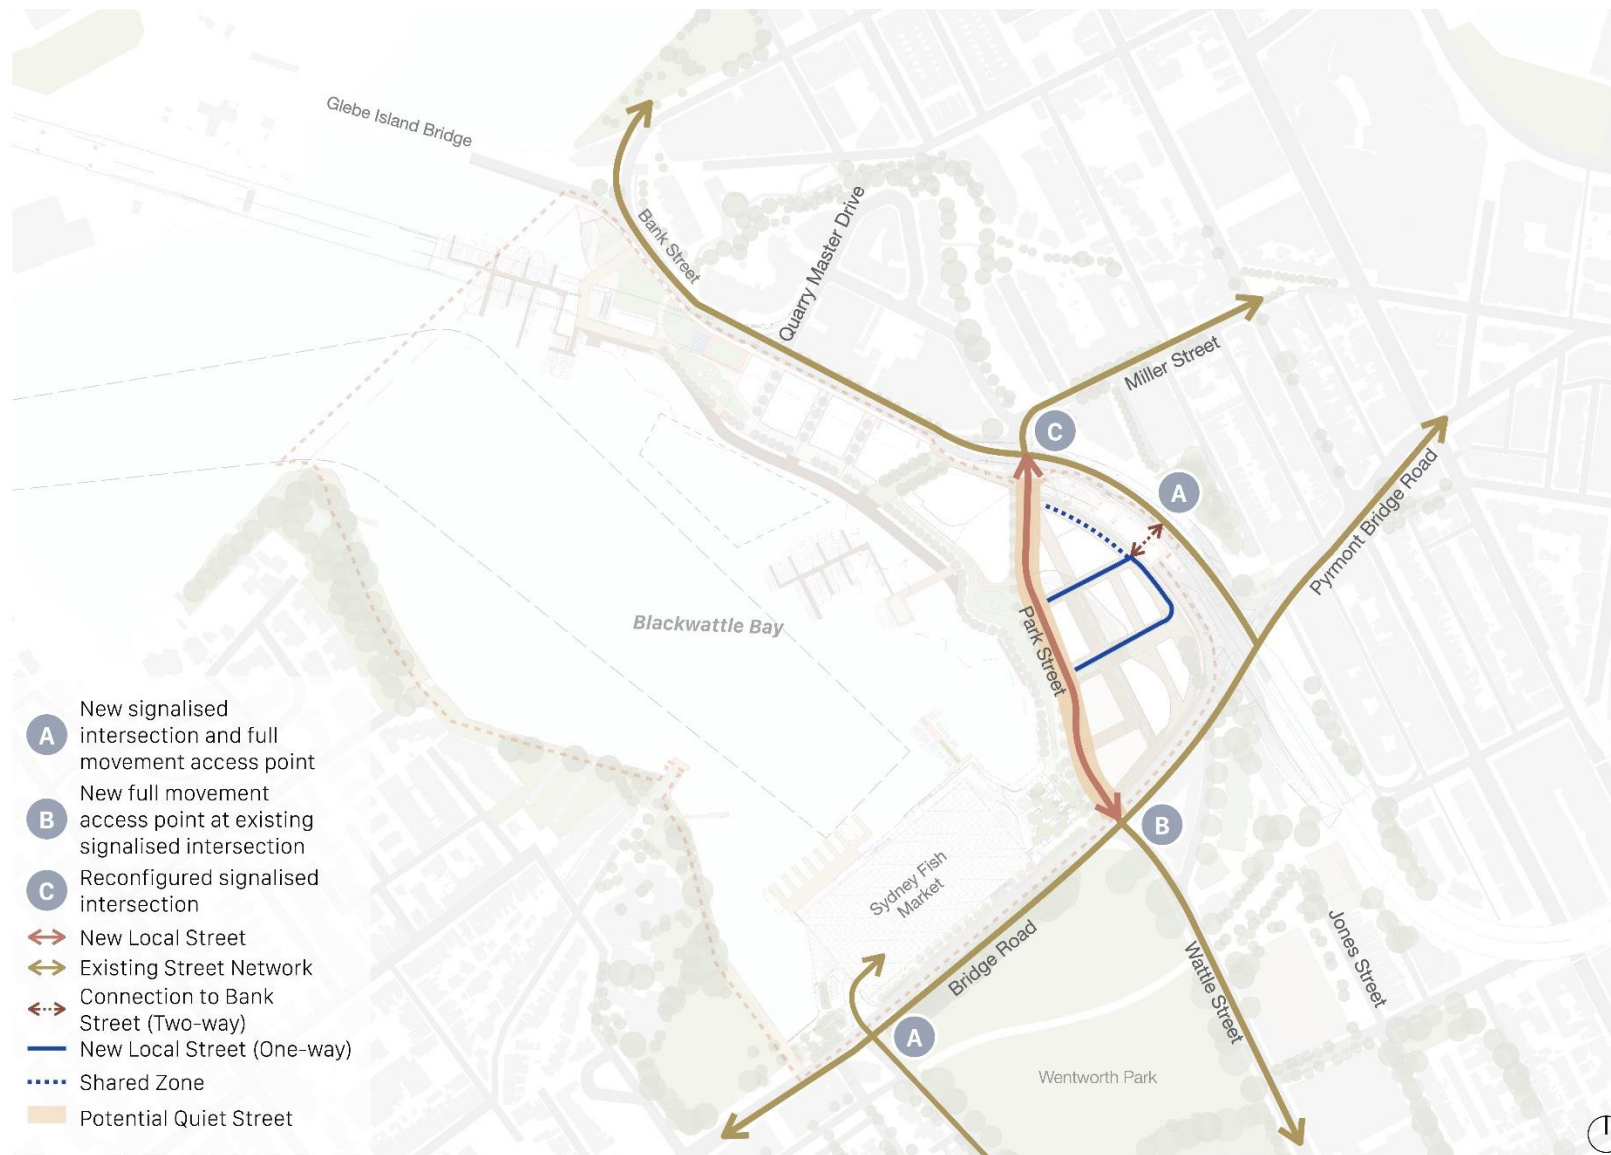 Glebe Island Bridge
Bank Street
Quarry Master Drive
Miller Street
C
A
Pyrmont Bridge Road
Park Street
Blackwattle Bay
B
Sydney Fish
Market
Bridge Road
Wattle Street
Jones Street
A
Wentworth Park
A
New signalised
intersection and full
movement access point
B
New full movement
access point at existing
signalised intersection
C
Reconfigured signalised
intersection
New Local Street
Existing Street Network
Connection to Bank
Street (Two-way)
New Local Street (One-way)
Shared Zone
Potential Quiet Street